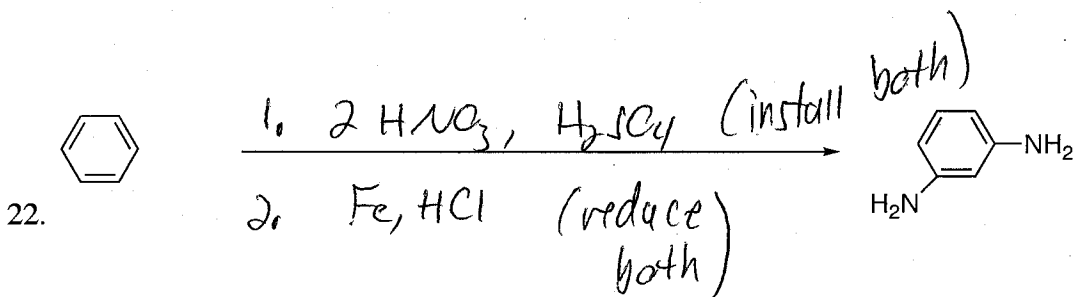 1. 2 HNO3, H2SO4 (install both)
22.
2. Fe, HCl (reduce both)
NH2
H2N